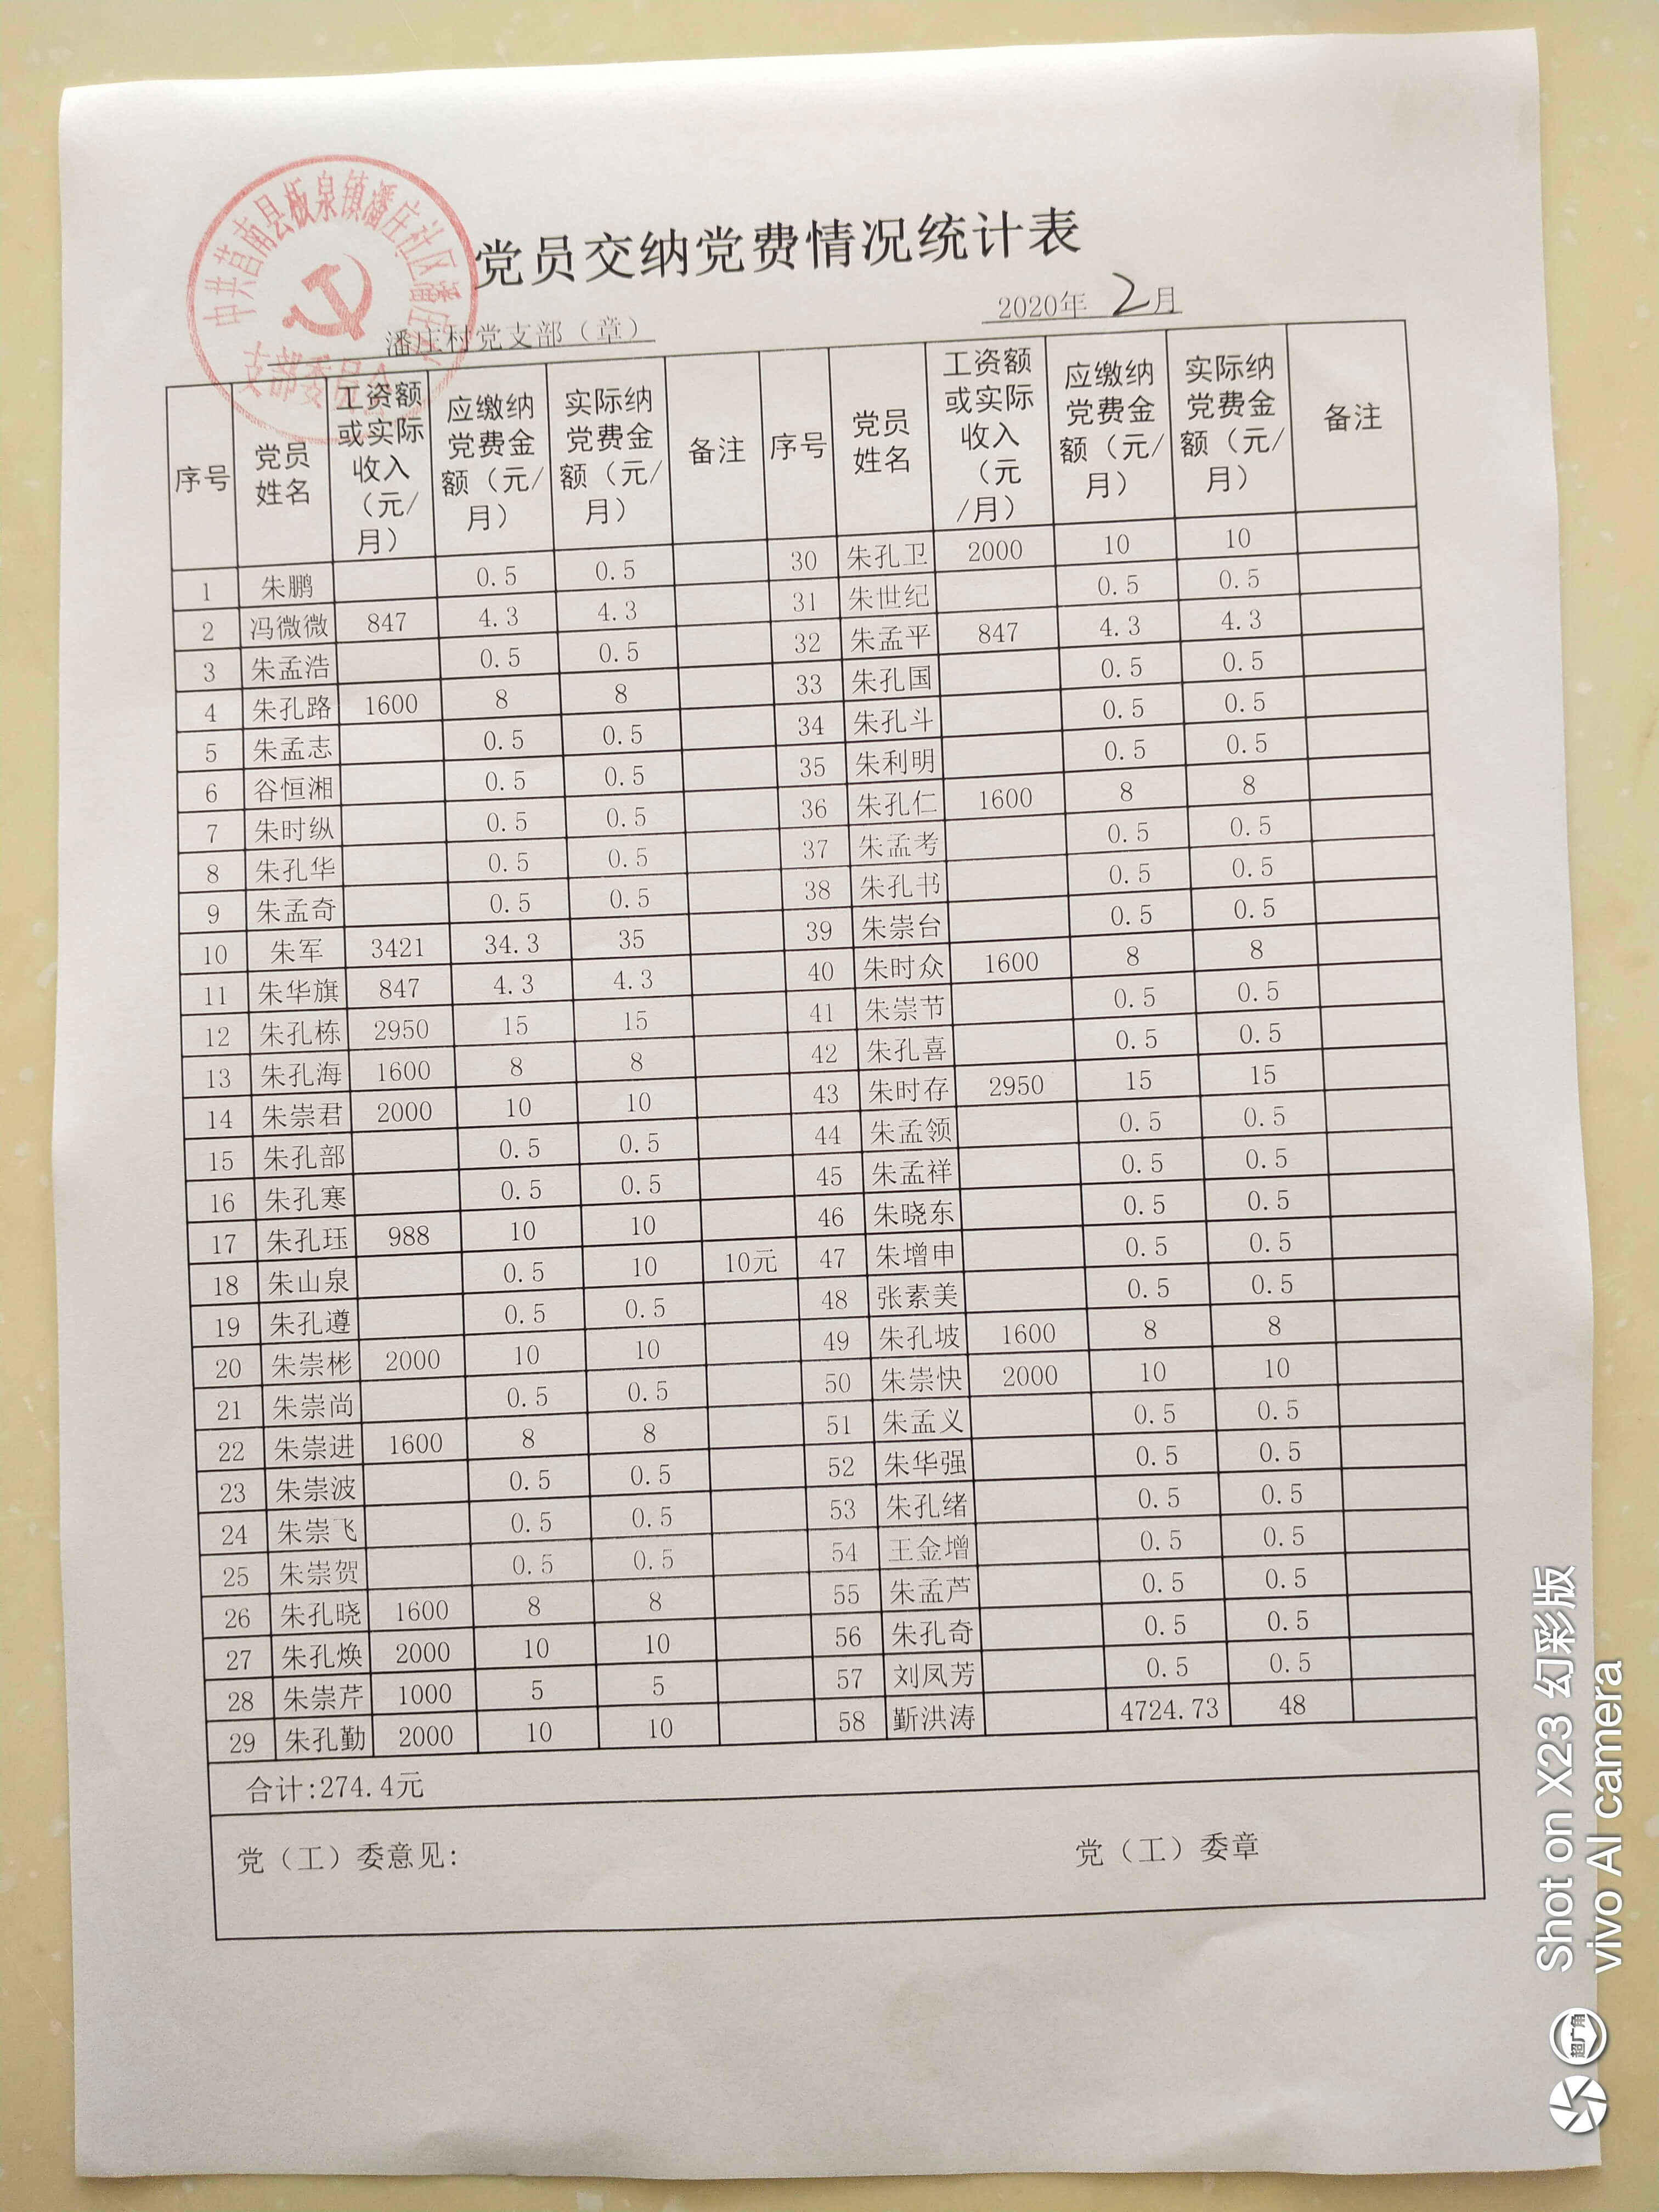 中共莒南县板泉镇潘庄社区潘庄村
支部委员会
党员交纳党费情况统计表
潘庄村党支部（章） 2020年 2月
序号 党员姓名 工资额或实际收入（元/月） 应缴纳党费金额（元/月） 实际纳党费金额（元/月） 备注 序号 党员姓名 工资额或实际收入（元/月） 应缴纳党费金额（元/月） 实际纳党费金额（元/月） 备注
1 朱鹏 0.5 0.5 30 朱孔卫 2000 10 10
2 冯微微 847 4.3 4.3 31 朱世纪 0.5 0.5
3 朱孟浩 0.5 0.5 32 朱孟平 847 4.3 4.3
4 朱孔路 1600 8 8 33 朱孔国 0.5 0.5
5 朱孟志 0.5 0.5 34 朱孔斗 0.5 0.5
6 谷恒湘 0.5 0.5 35 朱利明 0.5 0.5
7 朱时纵 0.5 0.5 36 朱孔仁 1600 8 8
8 朱孔华 0.5 0.5 37 朱孟考 0.5 0.5
9 朱孟奇 0.5 0.5 38 朱孔书 0.5 0.5
10 朱军 3421 34.3 35 39 朱崇台 0.5 0.5
11 朱华旗 847 4.3 4.3 40 朱时众 1600 8 8
12 朱孔栋 2950 15 15 41 朱崇节 0.5 0.5
13 朱孔海 1600 8 8 42 朱孔喜 0.5 0.5
14 朱崇君 2000 10 10 43 朱时存 2950 15 15
15 朱孔部 0.5 0.5 44 朱孟领 0.5 0.5
16 朱孔寒 0.5 0.5 45 朱孟祥 0.5 0.5
17 朱孔珏 988 10 10 46 朱晓东 0.5 0.5
18 朱山泉 0.5 10 10元 47 朱增申 0.5 0.5
19 朱孔遵 0.5 0.5 48 张素美 0.5 0.5
20 朱崇彬 2000 10 10 49 朱孔坡 1600 8 8
21 朱崇尚 0.5 0.5 50 朱崇快 2000 10 10
22 朱崇进 1600 8 8 51 朱孟义 0.5 0.5
23 朱崇波 0.5 0.5 52 朱华强 0.5 0.5
24 朱崇飞 0.5 0.5 53 朱孔绪 0.5 0.5
25 朱崇贺 0.5 0.5 54 王金增 0.5 0.5
26 朱孔晓 1600 8 8 55 朱孟芦 0.5 0.5
27 朱孔焕 2000 10 10 56 朱孔奇 0.5 0.5
28 朱崇芹 1000 5 5 57 刘凤芳 0.5 0.5
29 朱孔勤 2000 10 10 58 靳洪涛 4724.73 48
合计:274.4元
党（工）委意见: 党（工）委章
Shot on X23 幻彩版
vivo AI camera
超广角